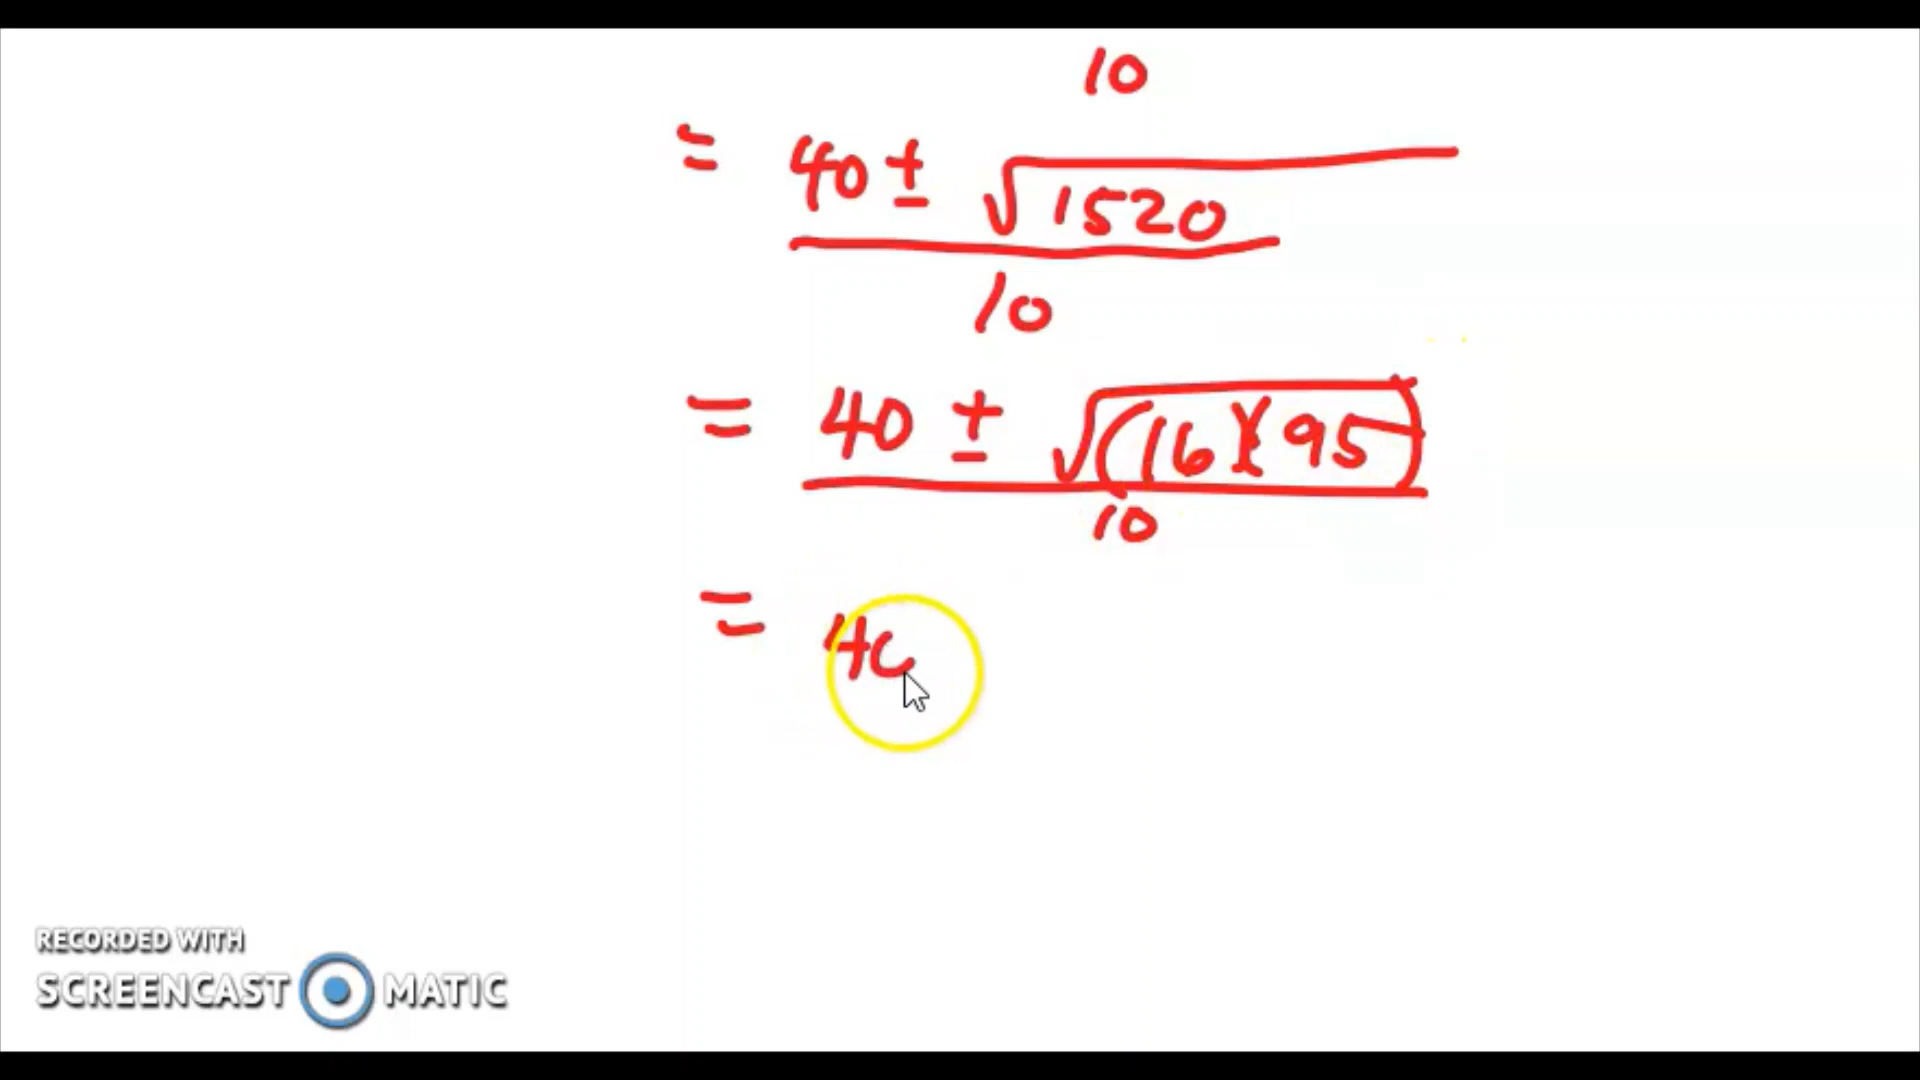 10
= 40 ± √1520
10
= 40 ± √(16)(95)
10
= 40
RECORDED WITH
SCREENCAST MATIC